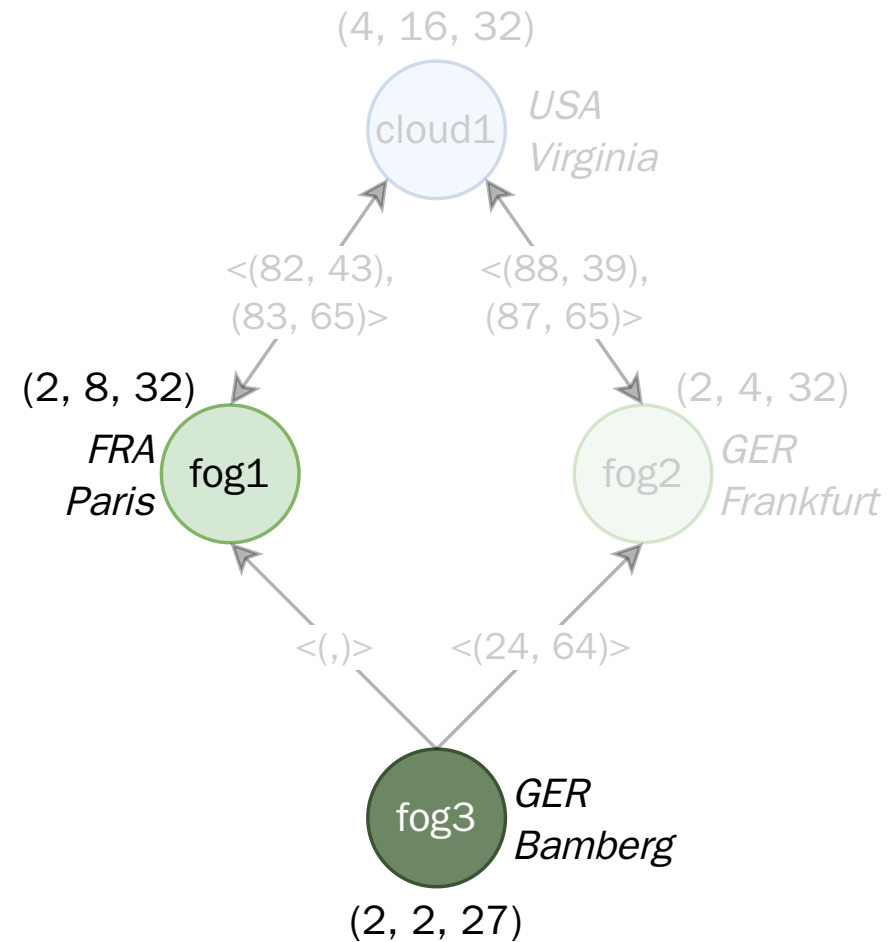 (4, 16, 32)
cloud1
USA
Virginia
<(82, 43),
(83, 65)>
<(88, 39),
(87, 65)>
(2, 8, 32)
FRA
Paris
fog1
(2, 4, 32)
fog2
GER
Frankfurt
<(,)>
<(24, 64)>
fog3
GER
Bamberg
(2, 2, 27)